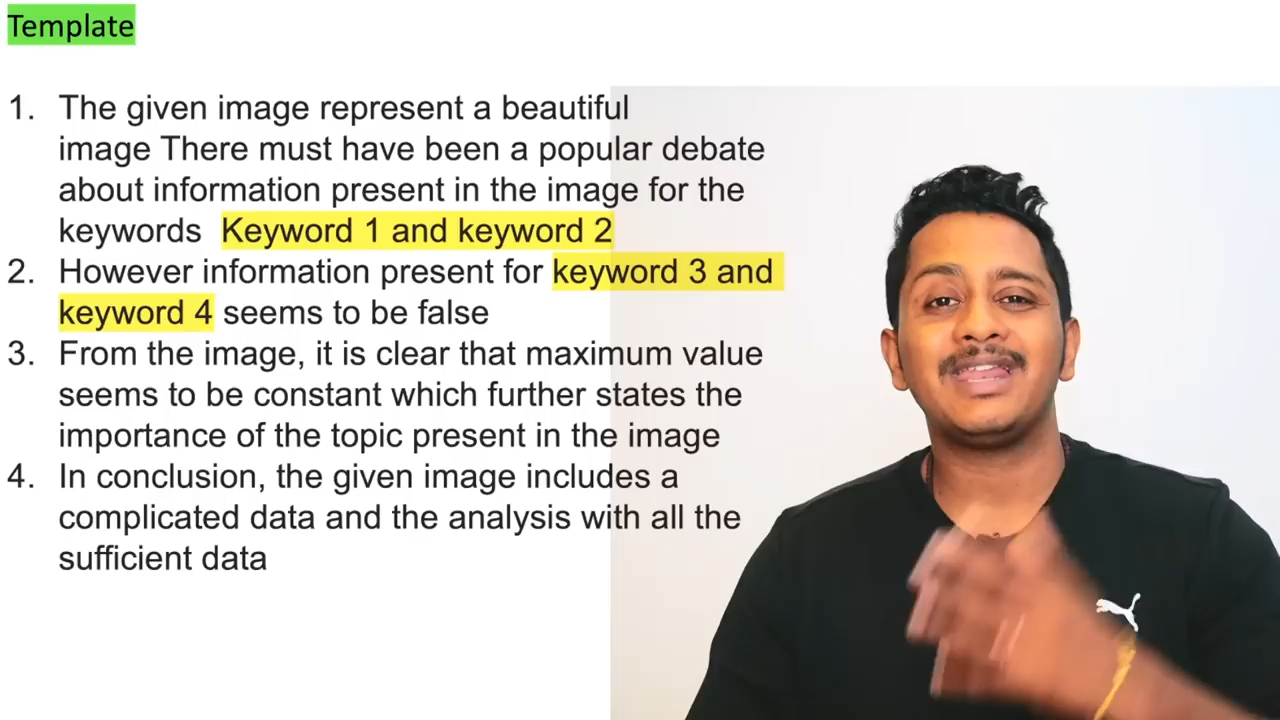 Template
1. The given image represent a beautiful
image There must have been a popular debate
about information present in the image for the
keywords Keyword 1 and keyword 2
2. However information present for keyword 3 and
keyword 4 seems to be false
3. From the image, it is clear that maximum value
seems to be constant which further states the
importance of the topic present in the image
4. In conclusion, the given image includes a
complicated data and the analysis with all the
sufficient data